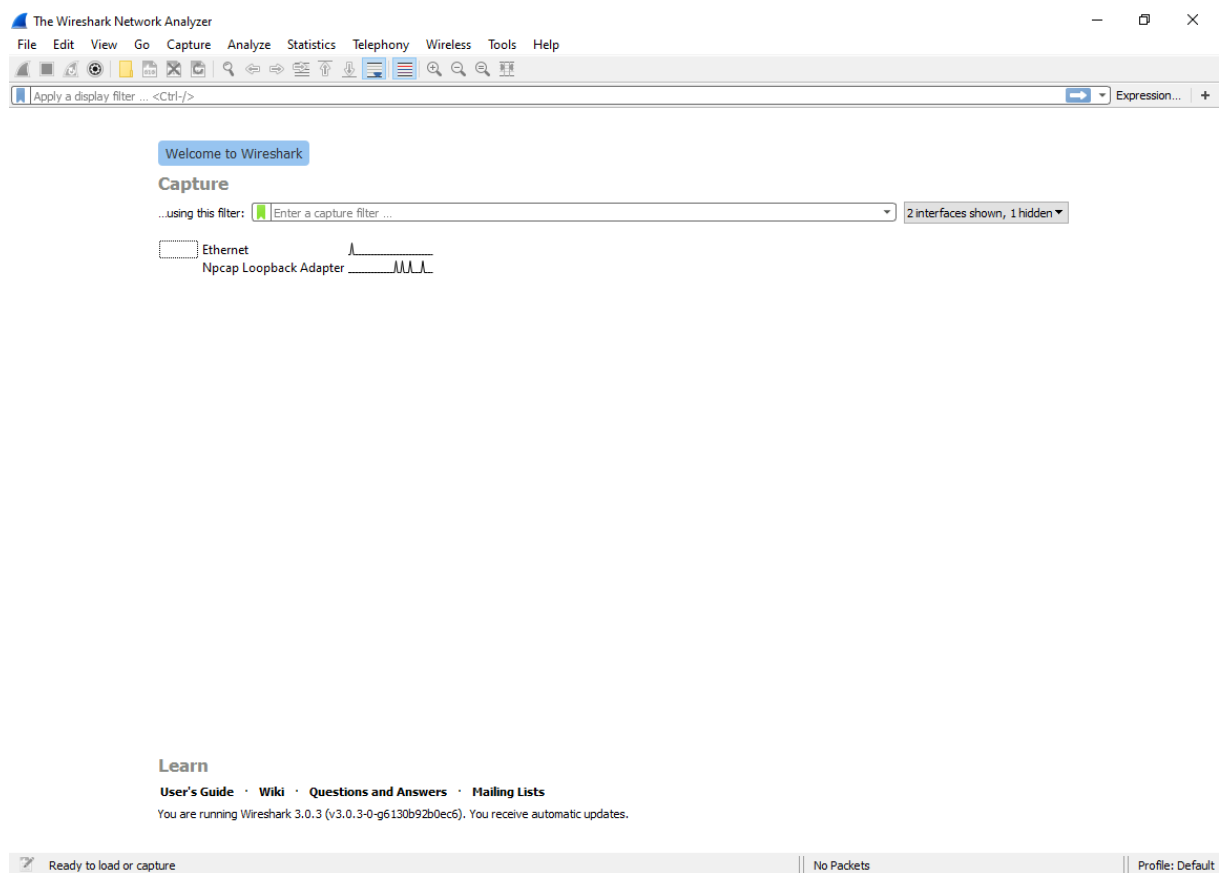 The Wireshark Network Analyzer
File Edit View Go Capture Analyze Statistics Telephony Wireless Tools Help
Apply a display filter ... <Ctrl-/>
Expression... +
Welcome to Wireshark
Capture
...using this filter: Enter a capture filter ... 2 interfaces shown, 1 hidden
Ethernet
Npcap Loopback Adapter
Learn
User's Guide · Wiki · Questions and Answers · Mailing Lists
You are running Wireshark 3.0.3 (v3.0.3-0-g6130b92b0ec6). You receive automatic updates.
Ready to load or capture No Packets Profile: Default